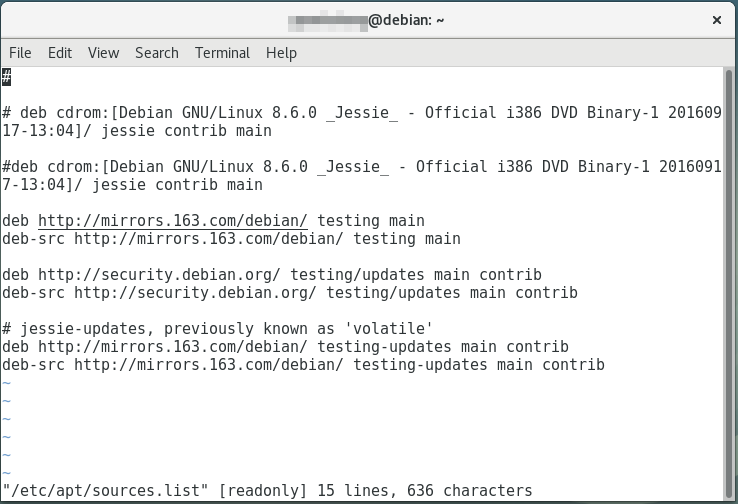 @debian: ~
File Edit View Search Terminal Help
#
# deb cdrom:[Debian GNU/Linux 8.6.0 _Jessie_ - Official i386 DVD Binary-1 201609
17-13:04]/ jessie contrib main
#deb cdrom:[Debian GNU/Linux 8.6.0 _Jessie_ - Official i386 DVD Binary-1 2016091
7-13:04]/ jessie contrib main
deb http://mirrors.163.com/debian/ testing main
deb-src http://mirrors.163.com/debian/ testing main
deb http://security.debian.org/ testing/updates main contrib
deb-src http://security.debian.org/ testing/updates main contrib
# jessie-updates, previously known as 'volatile'
deb http://mirrors.163.com/debian/ testing-updates main contrib
deb-src http://mirrors.163.com/debian/ testing-updates main contrib
~
~
~
~
~
~
"/etc/apt/sources.list" [readonly] 15 lines, 636 characters